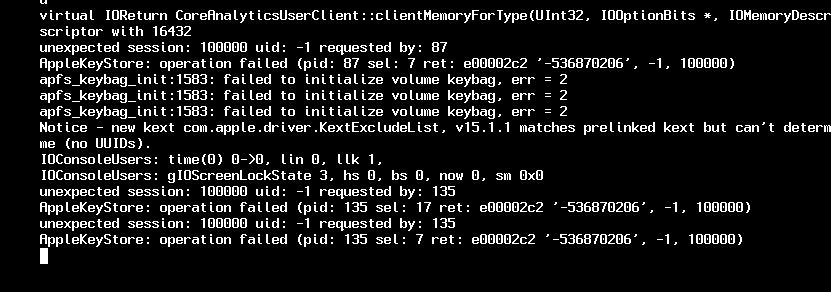 virtual IOReturn CoreAnalyticsUserClient::clientMemoryForType(UInt32, IOOptionBits *, IOMemoryDescr
scriptor with 16432
unexpected session: 100000 uid: -1 requested by: 87
AppleKeyStore: operation failed (pid: 87 sel: 7 ret: e00002c2 '-536870206', -1, 100000)
apfs_keybag_init:1583: failed to initialize volume keybag, err = 2
apfs_keybag_init:1583: failed to initialize volume keybag, err = 2
apfs_keybag_init:1583: failed to initialize volume keybag, err = 2
Notice - new kext com.apple.driver.KextExcludeList, v15.1.1 matches prelinked kext but can't determ
me (no UUIDs).
IOConsoleUsers: time(0) 0->0, lin 0, llk 1,
IOConsoleUsers: gIOScreenLockState 3, hs 0, bs 0, now 0, sm 0x0
unexpected session: 100000 uid: -1 requested by: 135
AppleKeyStore: operation failed (pid: 135 sel: 17 ret: e00002c2 '-536870206', -1, 100000)
unexpected session: 100000 uid: -1 requested by: 135
AppleKeyStore: operation failed (pid: 135 sel: 7 ret: e00002c2 '-536870206', -1, 100000)